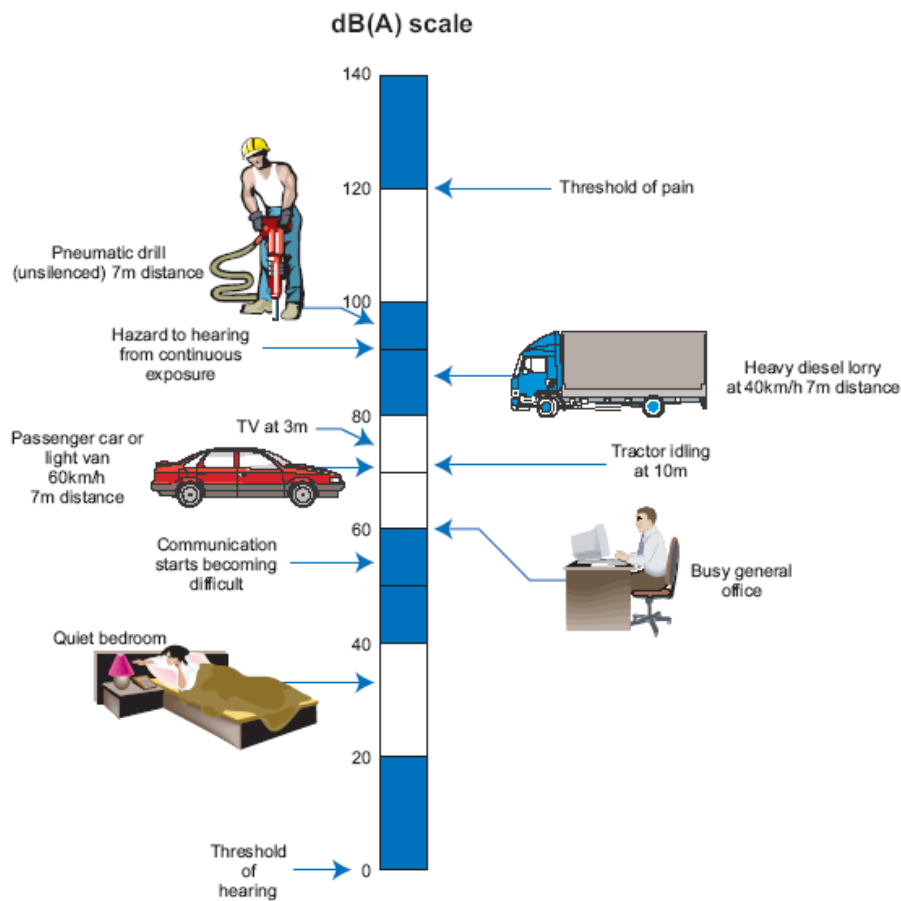 dB(A) scale
140
120
Threshold of pain
Pneumatic drill
(unsilenced) 7m distance
100
Hazard to hearing
from continuous
exposure
Heavy diesel lorry
at 40km/h 7m distance
80
TV at 3m
Passenger car or
light van
60km/h
7m distance
Tractor idling
at 10m
60
Communication
starts becoming
difficult
Busy general
office
Quiet bedroom
40
20
Threshold
of
hearing
0